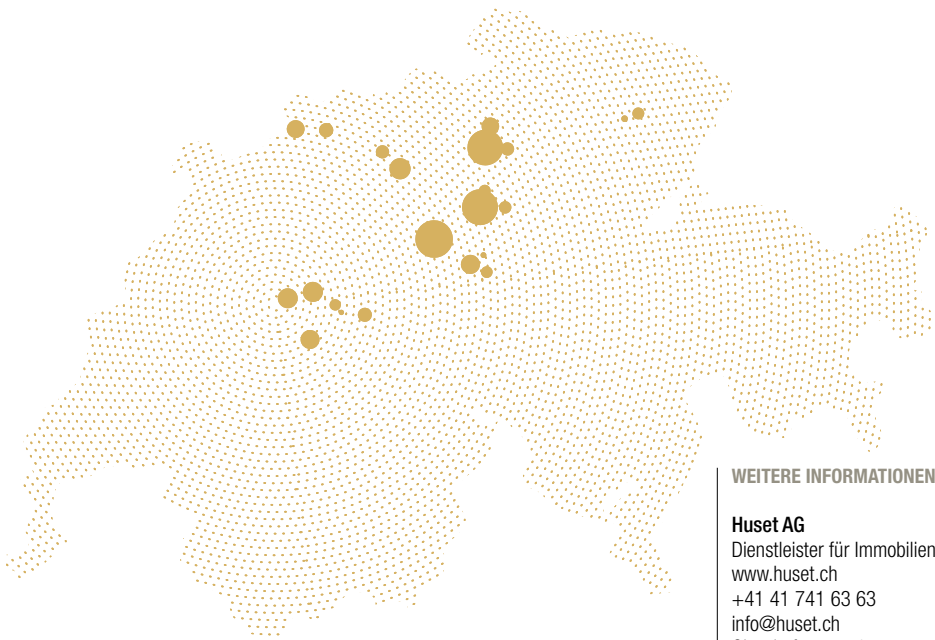 WEITERE INFORMATIONEN
Huset AG
Dienstleister für Immobilien
www.huset.ch
+41 41 741 63 63
info@huset.ch